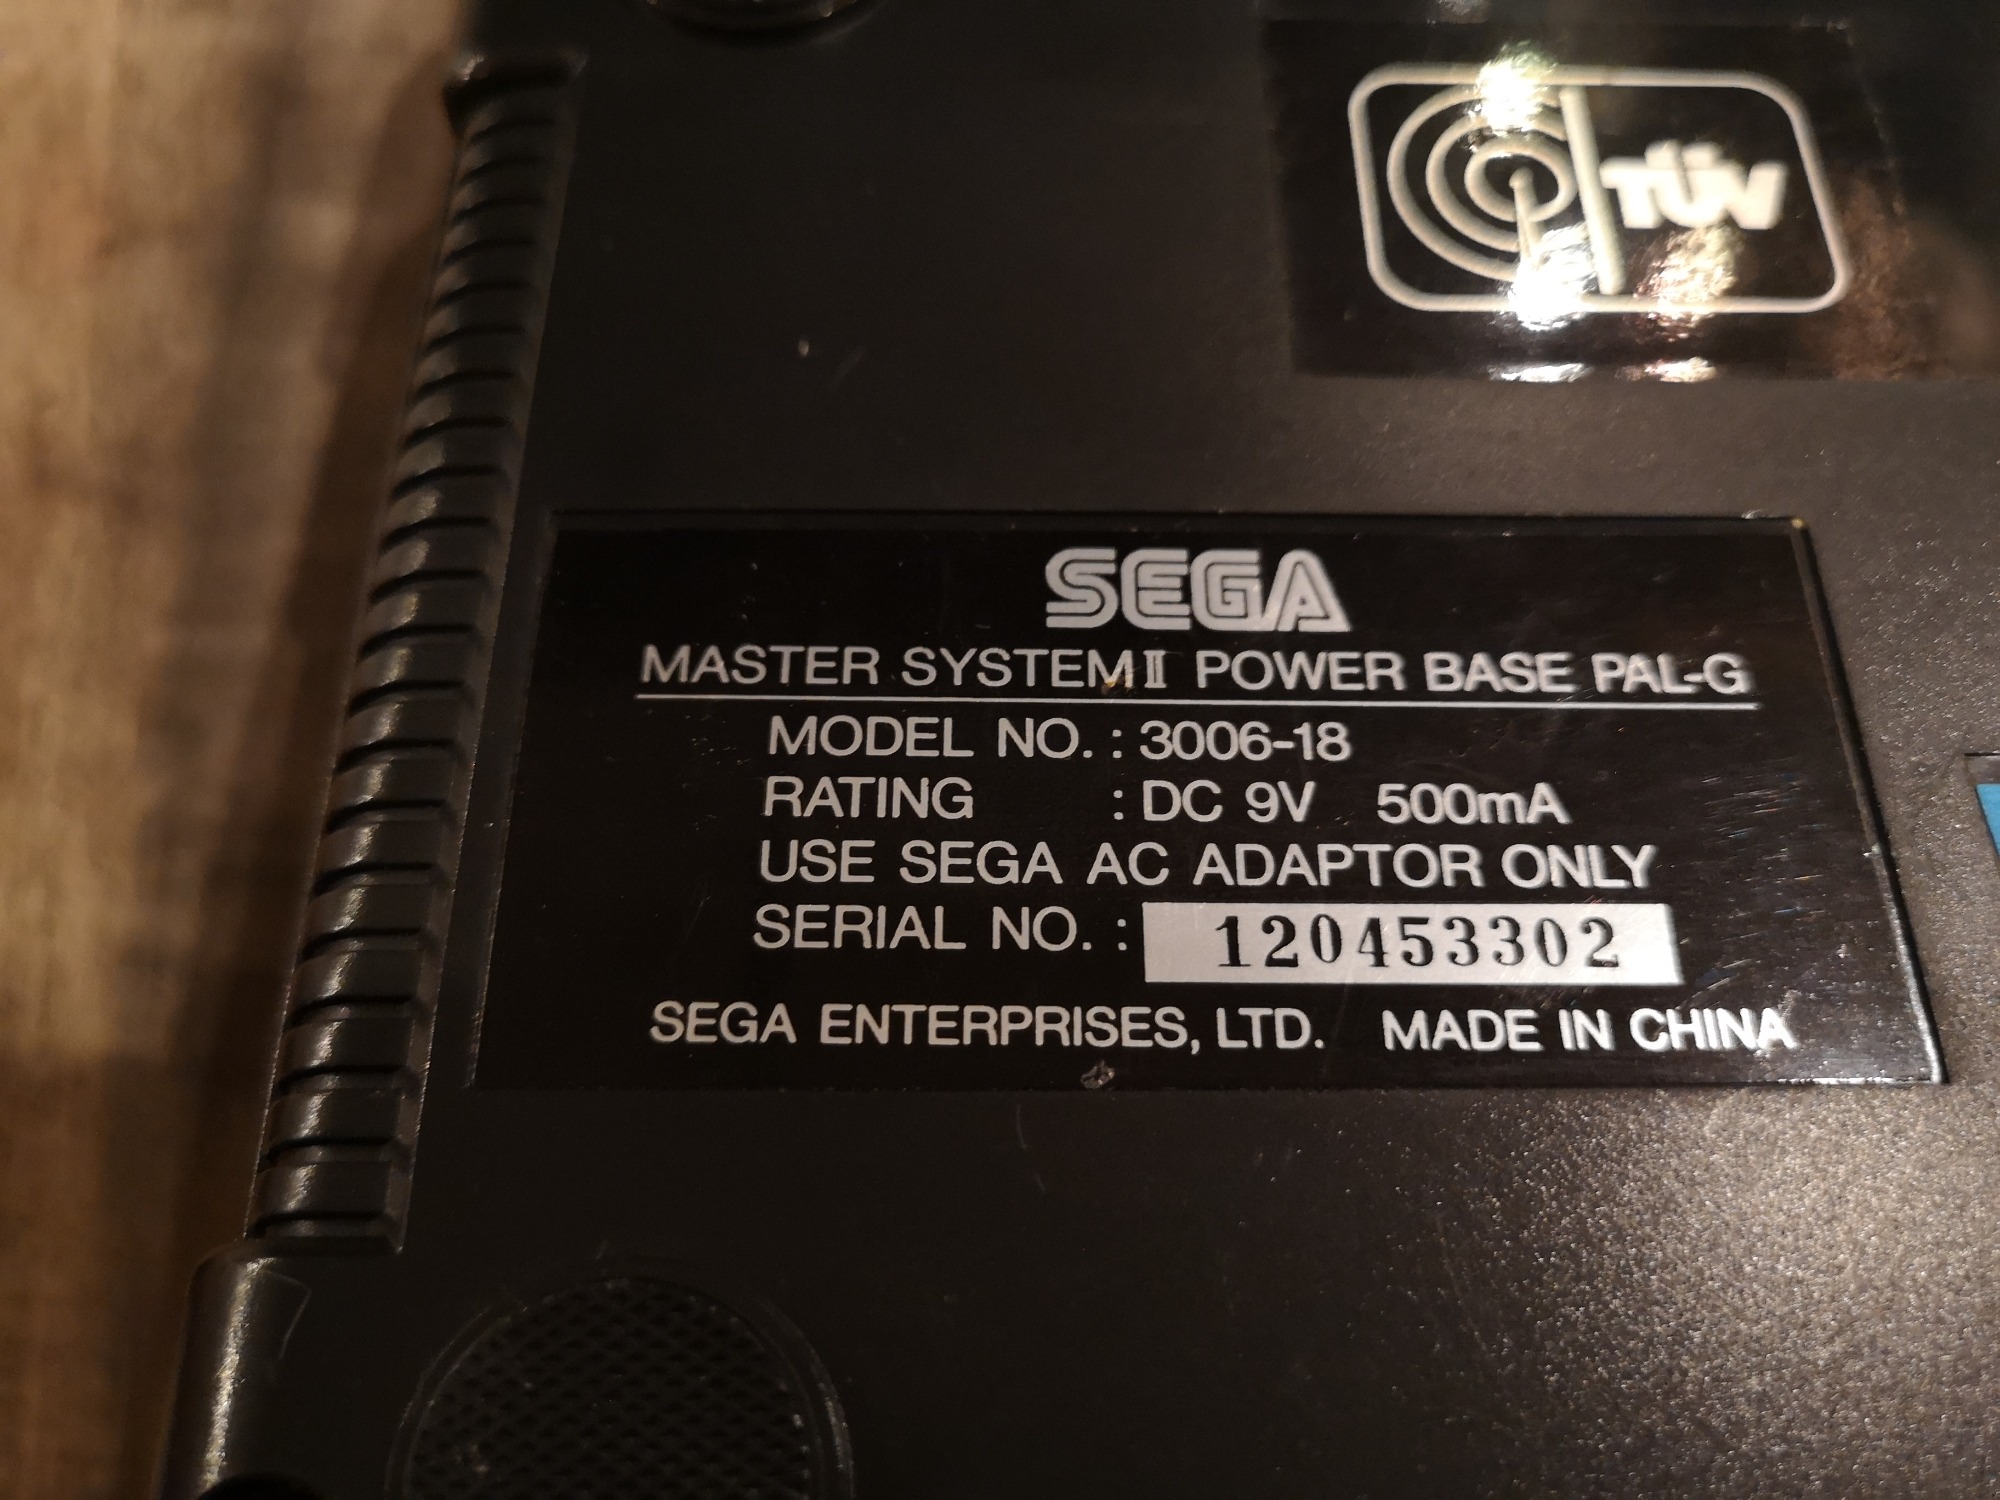 TÜV
SEGA
MASTER SYSTEM II POWER BASE PAL-G
MODEL NO. : 3006-18
RATING : DC 9V 500mA
USE SEGA AC ADAPTOR ONLY
SERIAL NO. : 120453302
SEGA ENTERPRISES, LTD. MADE IN CHINA